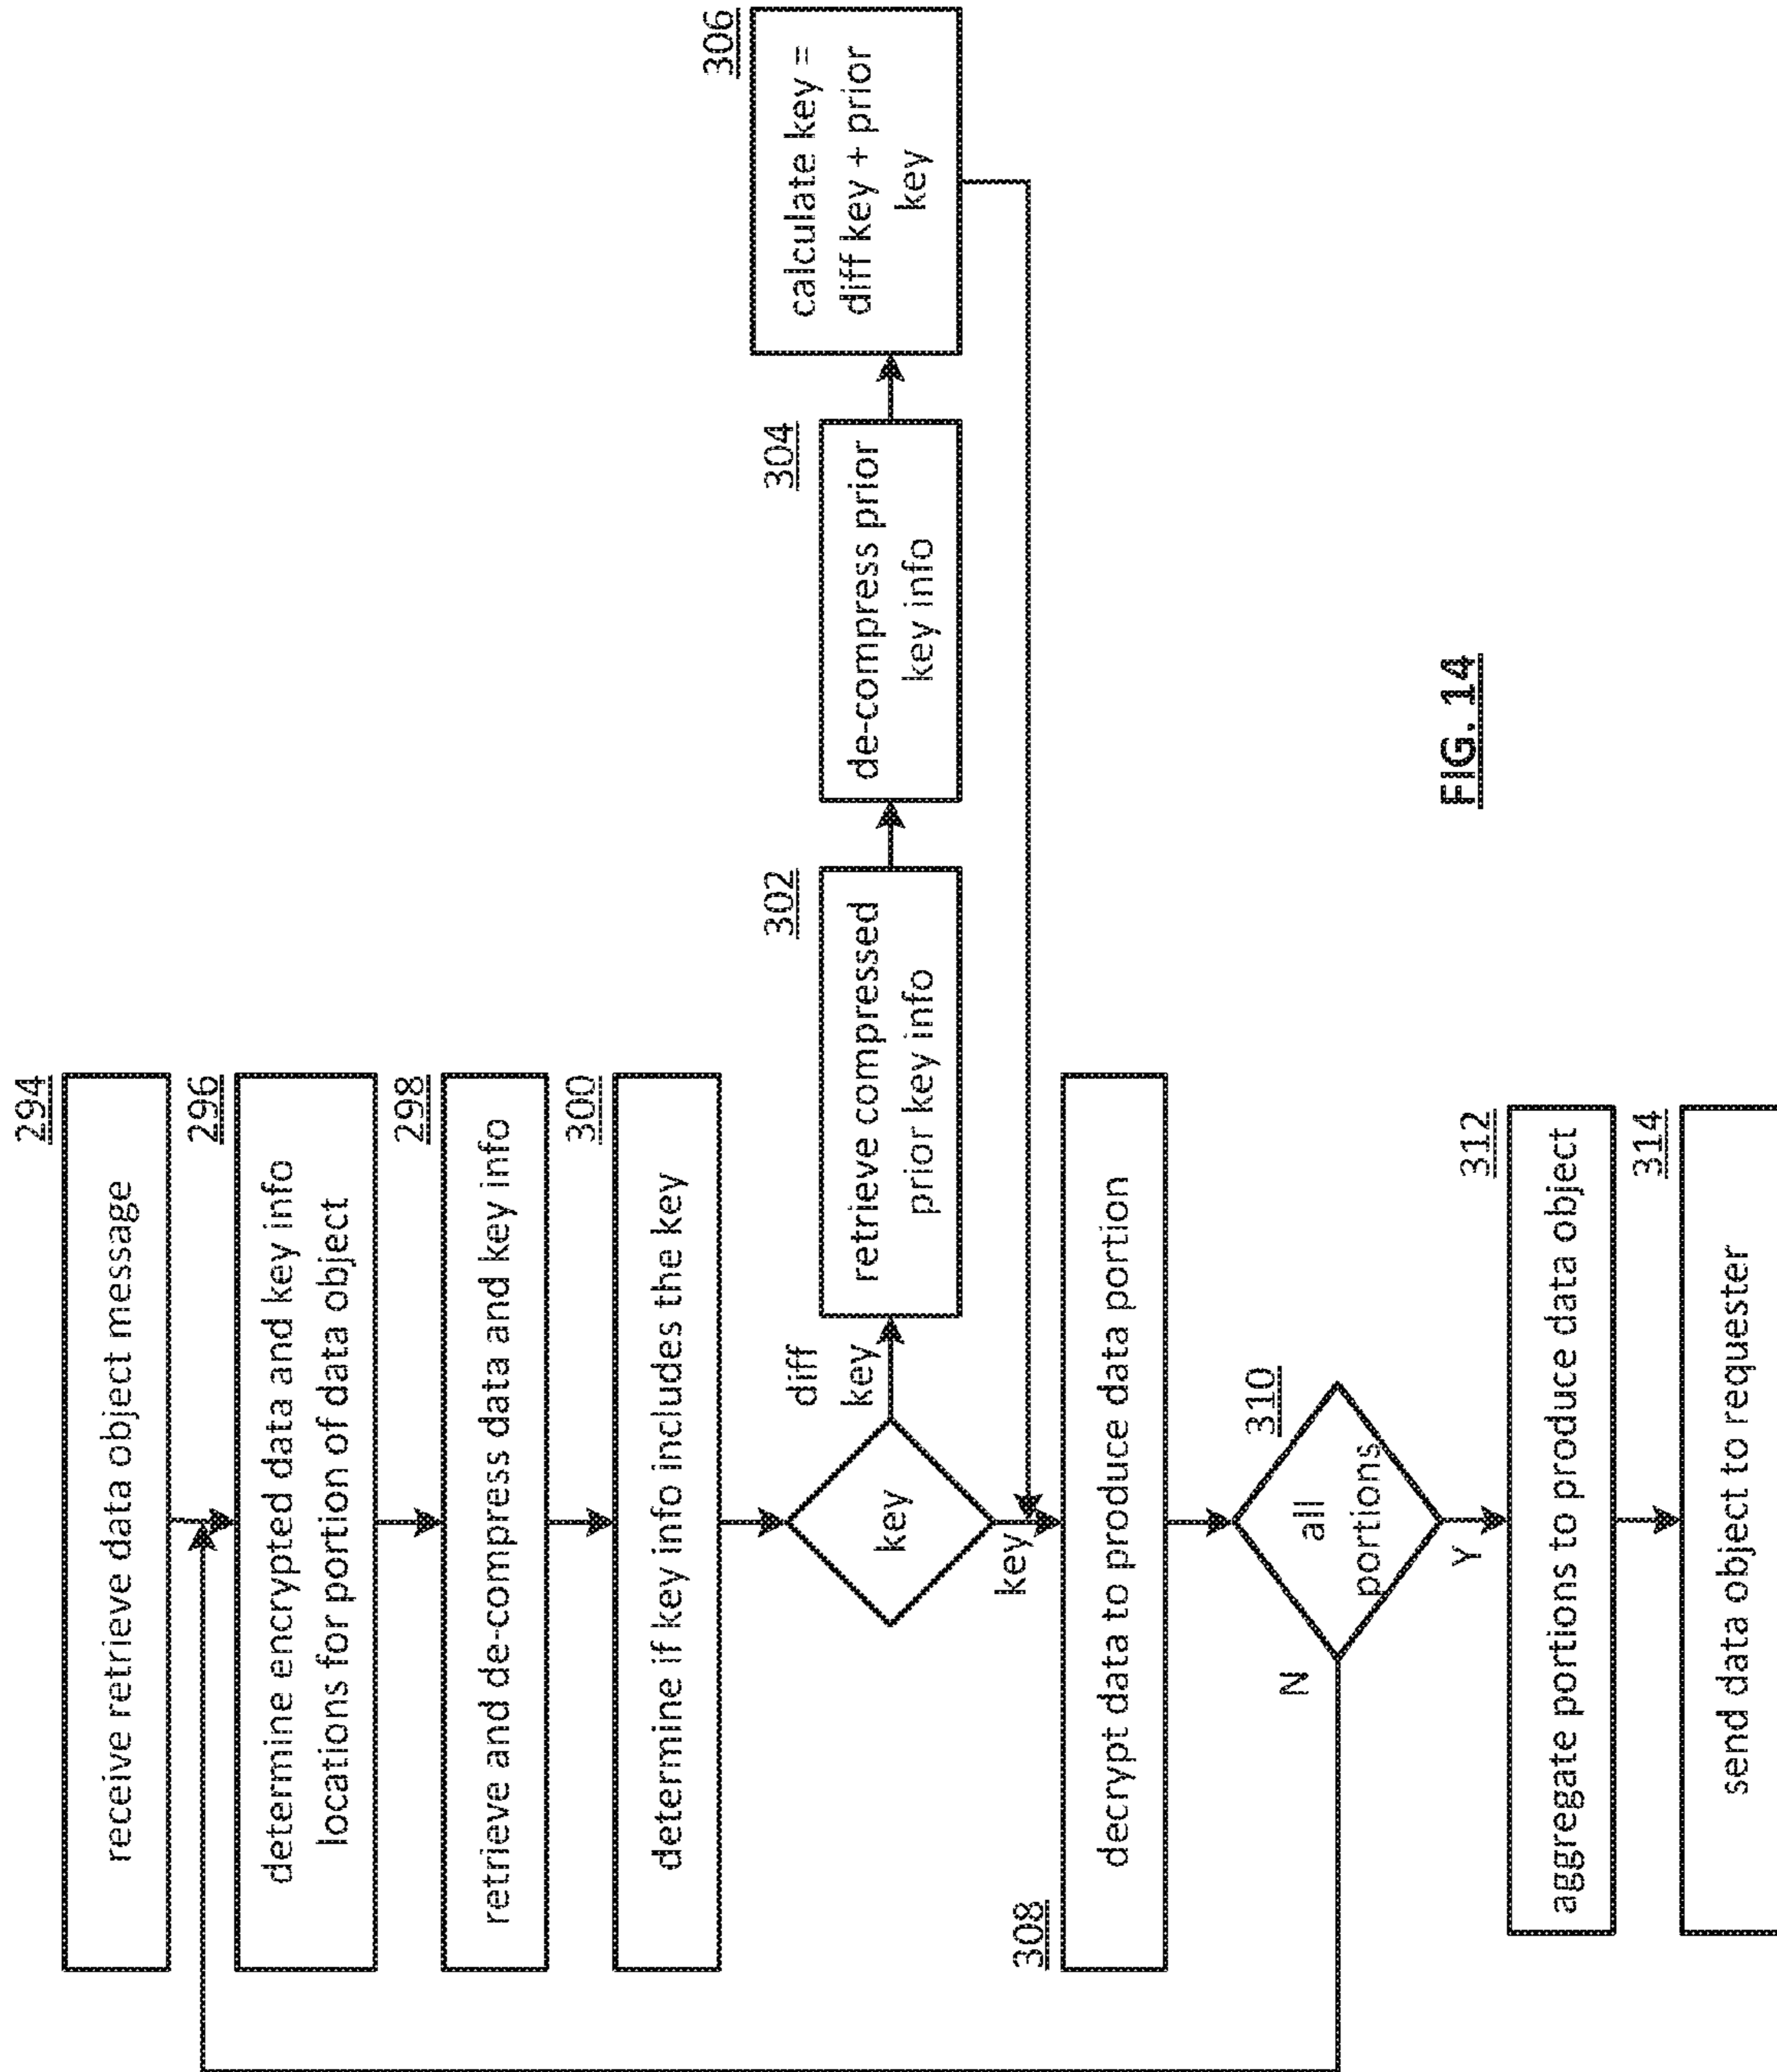 294
receive retrieve data object message
296
determine encrypted data and key info
locations for portion of data object
298
retrieve and de-compress data and key info
300
determine if key info includes the key
key
diff
key
302
retrieve compressed
prior key info
304
de-compress prior
key info
306
calculate key =
diff key + prior
key
key
308
decrypt data to produce data portion
310
all
portions
N
Y
312
aggregate portions to produce data object
314
send data object to requester
FIG. 14